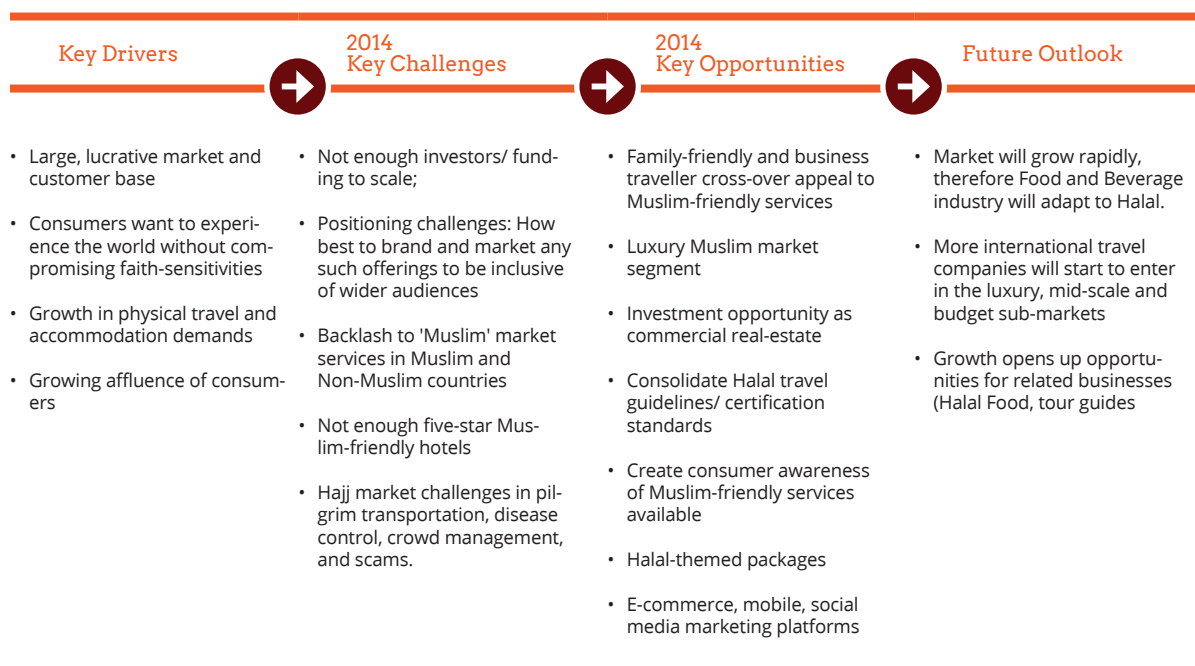 Key Drivers
2014
Key Challenges
2014
Key Opportunities
Future Outlook
• Large, lucrative market and
customer base
• Consumers want to experi-
ence the world without com-
promising faith-sensitivities
• Growth in physical travel and
accommodation demands
• Growing affluence of consum-
ers
• Not enough investors/ fund-
ing to scale;
• Positioning challenges: How
best to brand and market any
such offerings to be inclusive
of wider audiences
• Backlash to 'Muslim' market
services in Muslim and
Non-Muslim countries
• Not enough five-star Mus-
lim-friendly hotels
• Hajj market challenges in pil-
grim transportation, disease
control, crowd management,
and scams.
• Family-friendly and business
traveller cross-over appeal to
Muslim-friendly services
• Luxury Muslim market
segment
• Investment opportunity as
commercial real-estate
• Consolidate Halal travel
guidelines/ certification
standards
• Create consumer awareness
of Muslim-friendly services
available
• Halal-themed packages
• E-commerce, mobile, social
media marketing platforms
• Market will grow rapidly,
therefore Food and Beverage
industry will adapt to Halal.
• More international travel
companies will start to enter
in the luxury, mid-scale and
budget sub-markets
• Growth opens up opportu-
nities for related businesses
(Halal Food, tour guides